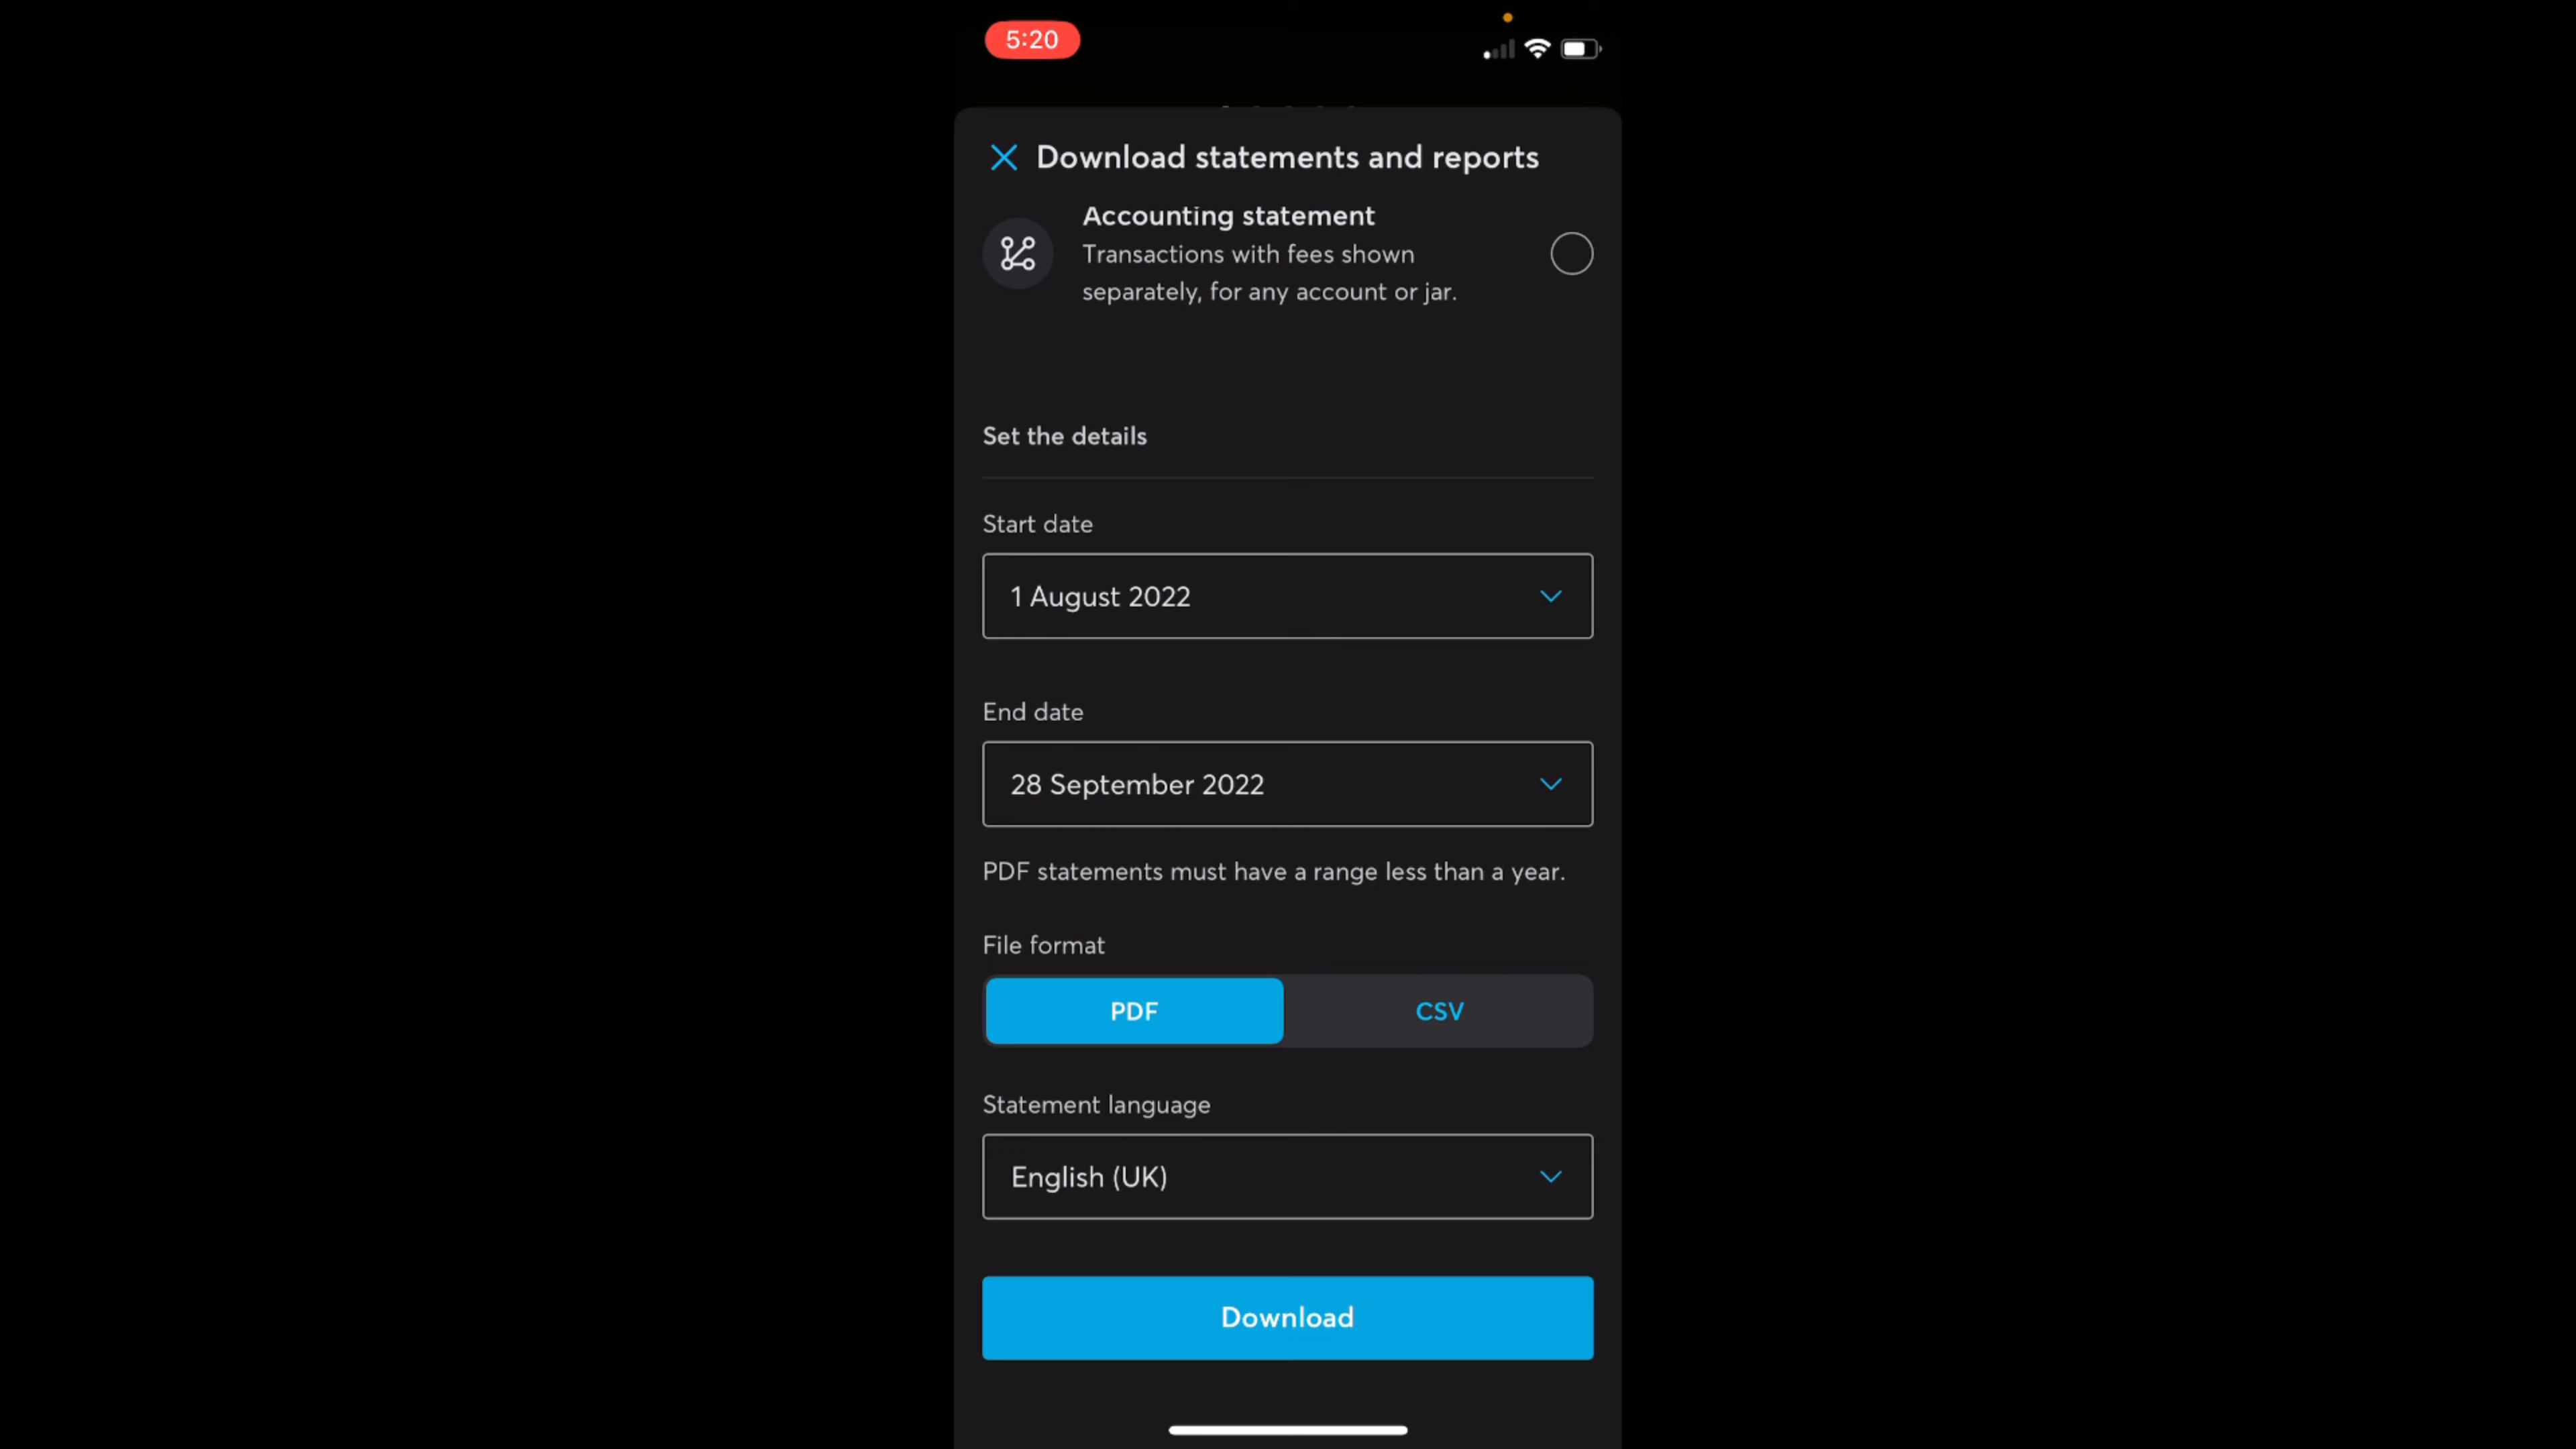 5:20
Download statements and reports
Accounting statement
Transactions with fees shown
separately, for any account or jar.
Set the details
Start date
1 August 2022
End date
28 September 2022
PDF statements must have a range less than a year.
File format
PDF
CSV
Statement language
English (UK)
Download